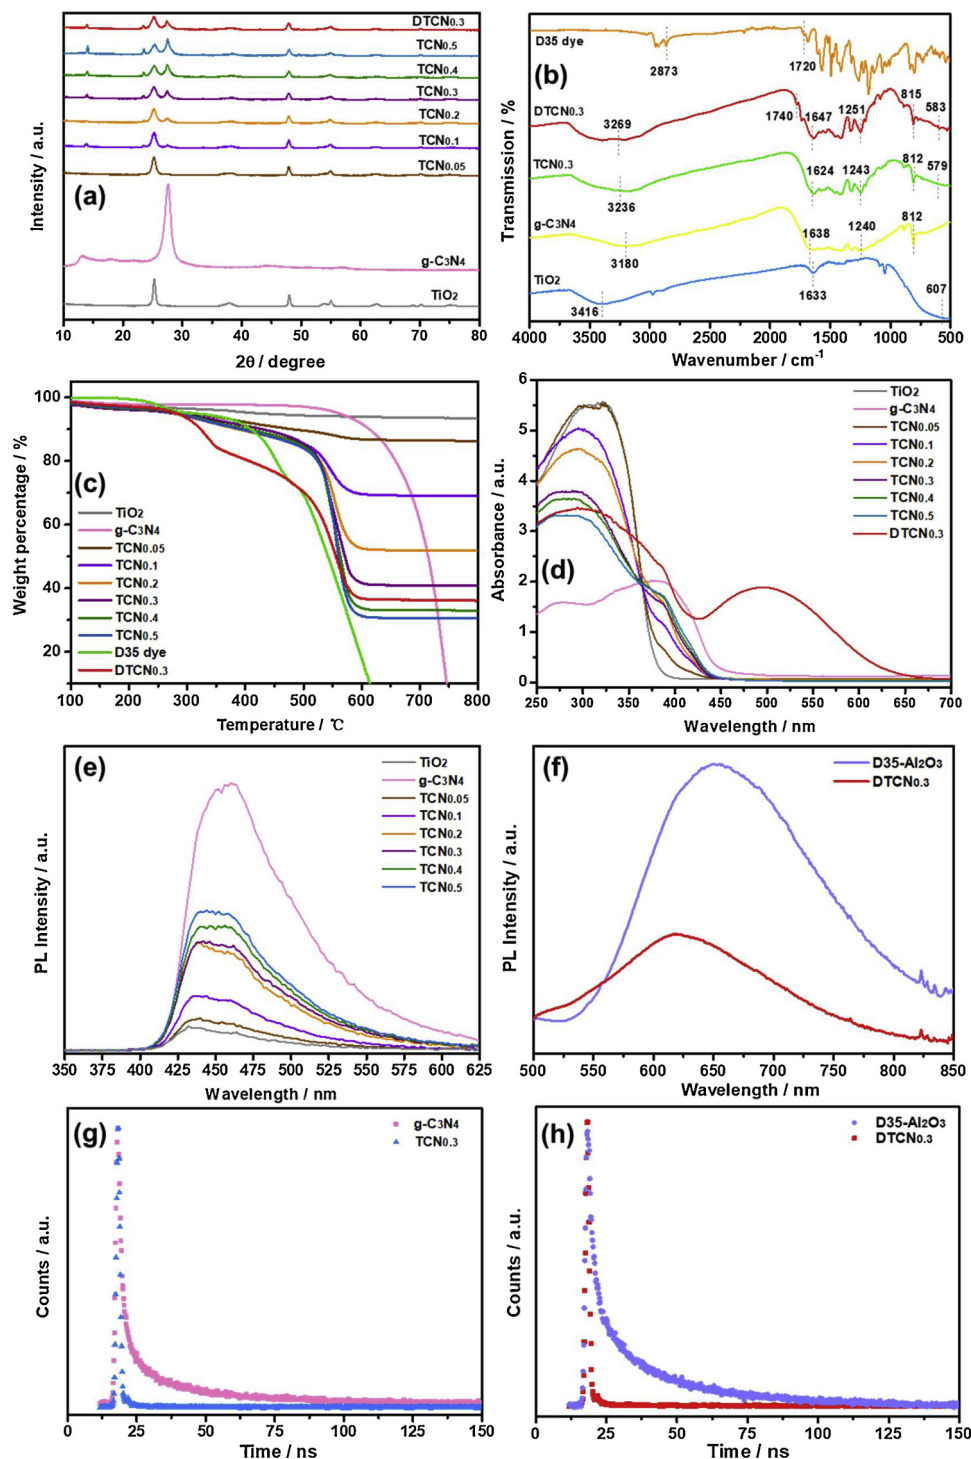 DTCN0.3
TCN0.5
TCN0.4
TCN0.3
TCN0.2
TCN0.1
TCN0.05
(a)
g-C3N4
TiO2
Intensity / a.u.
10 20 30 40 50 60 70 80
2θ / degree
D35 dye
2873
1720
(b)
DTCN0.3
3269
1740
1647
1251
815
583
TCN0.3
3236
1624
1243
812
579
g-C3N4
3180
1638
1240
812
TiO2
3416
1633
607
Transmission / %
4000 3500 3000 2500 2000 1500 1000 500
Wavenumber / cm-1
100
80
60
40
20
Weight percentage / %
(c)
TiO2
g-C3N4
TCN0.05
TCN0.1
TCN0.2
TCN0.3
TCN0.4
TCN0.5
D35 dye
DTCN0.3
100 200 300 400 500 600 700 800
Temperature / ℃
6
5
4
3
2
1
0
Absorbance / a.u.
(d)
TiO2
g-C3N4
TCN0.05
TCN0.1
TCN0.2
TCN0.3
TCN0.4
TCN0.5
DTCN0.3
250 300 350 400 450 500 550 600 650 700
Wavelength / nm
(e)
TiO2
g-C3N4
TCN0.05
TCN0.1
TCN0.2
TCN0.3
TCN0.4
TCN0.5
PL Intensity / a.u.
350 375 400 425 450 475 500 525 550 575 600 625
Wavelength / nm
(f)
D35-Al2O3
DTCN0.3
PL Intensity / a.u.
500 550 600 650 700 750 800 850
Wavelength / nm
(g)
g-C3N4
TCN0.3
Counts / a.u.
0 25 50 75 100 125 150
Time / ns
(h)
D35-Al2O3
DTCN0.3
Counts / a.u.
0 25 50 75 100 125 150
Time / ns